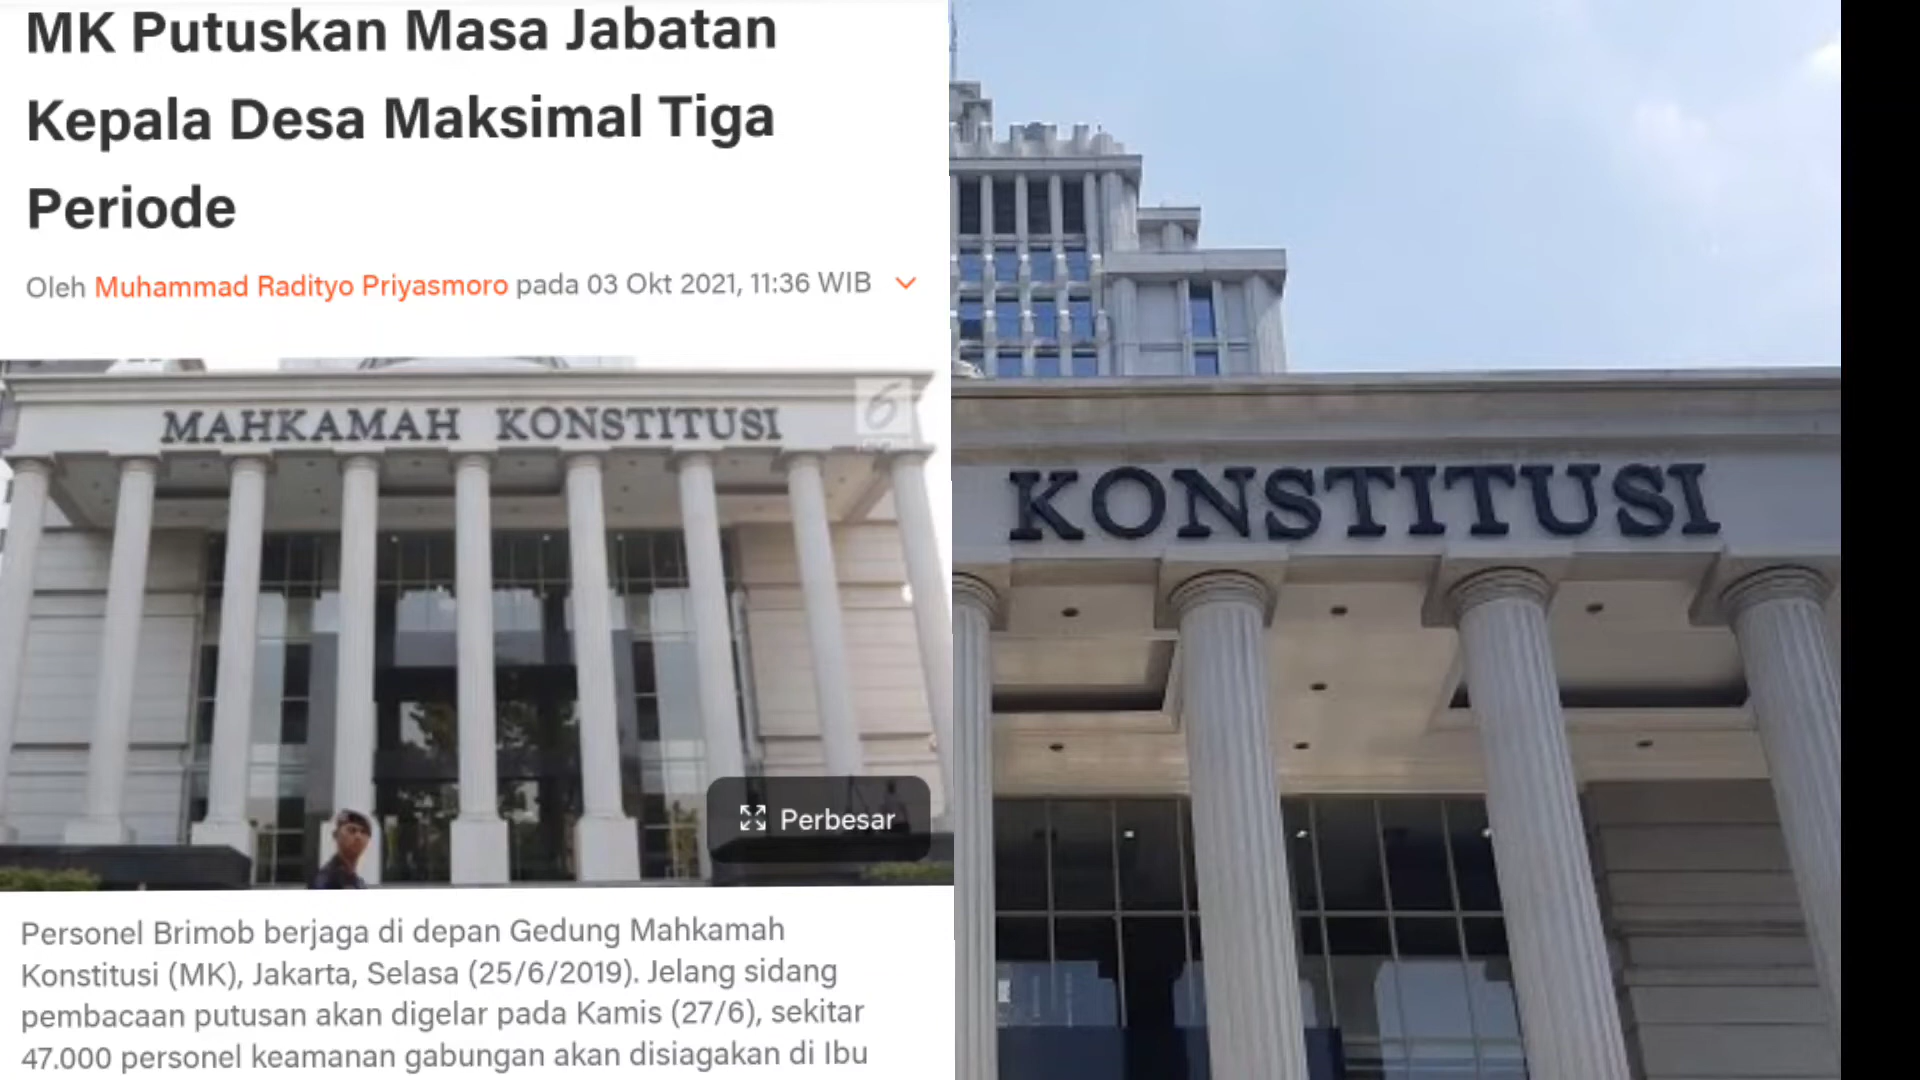 MK Putuskan Masa Jabatan
Kepala Desa Maksimal Tiga
Periode
Oleh Muhammad Radityo Priyasmoro pada 03 Okt 2021, 11:36 WIB
MAHKAMAH KONSTITUSI
6
Perbesar
Personel Brimob berjaga di depan Gedung Mahkamah
Konstitusi (MK), Jakarta, Selasa (25/6/2019). Jelang sidang
pembacaan putusan akan digelar pada Kamis (27/6), sekitar
47.000 personel keamanan gabungan akan disiagakan di Ibu
KONSTITUSI